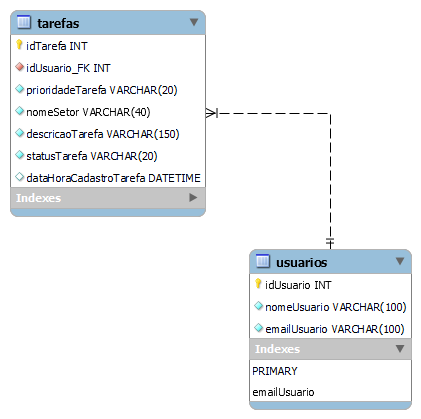 tarefas
idTarefa INT
idUsuario_FK INT
prioridadeTarefa VARCHAR(20)
nomeSetor VARCHAR(40)
descricaoTarefa VARCHAR(150)
statusTarefa VARCHAR(20)
dataHoraCadastroTarefa DATETIME
Indexes
usuarios
idUsuario INT
nomeUsuario VARCHAR(100)
emailUsuario VARCHAR(100)
Indexes
PRIMARY
emailUsuario